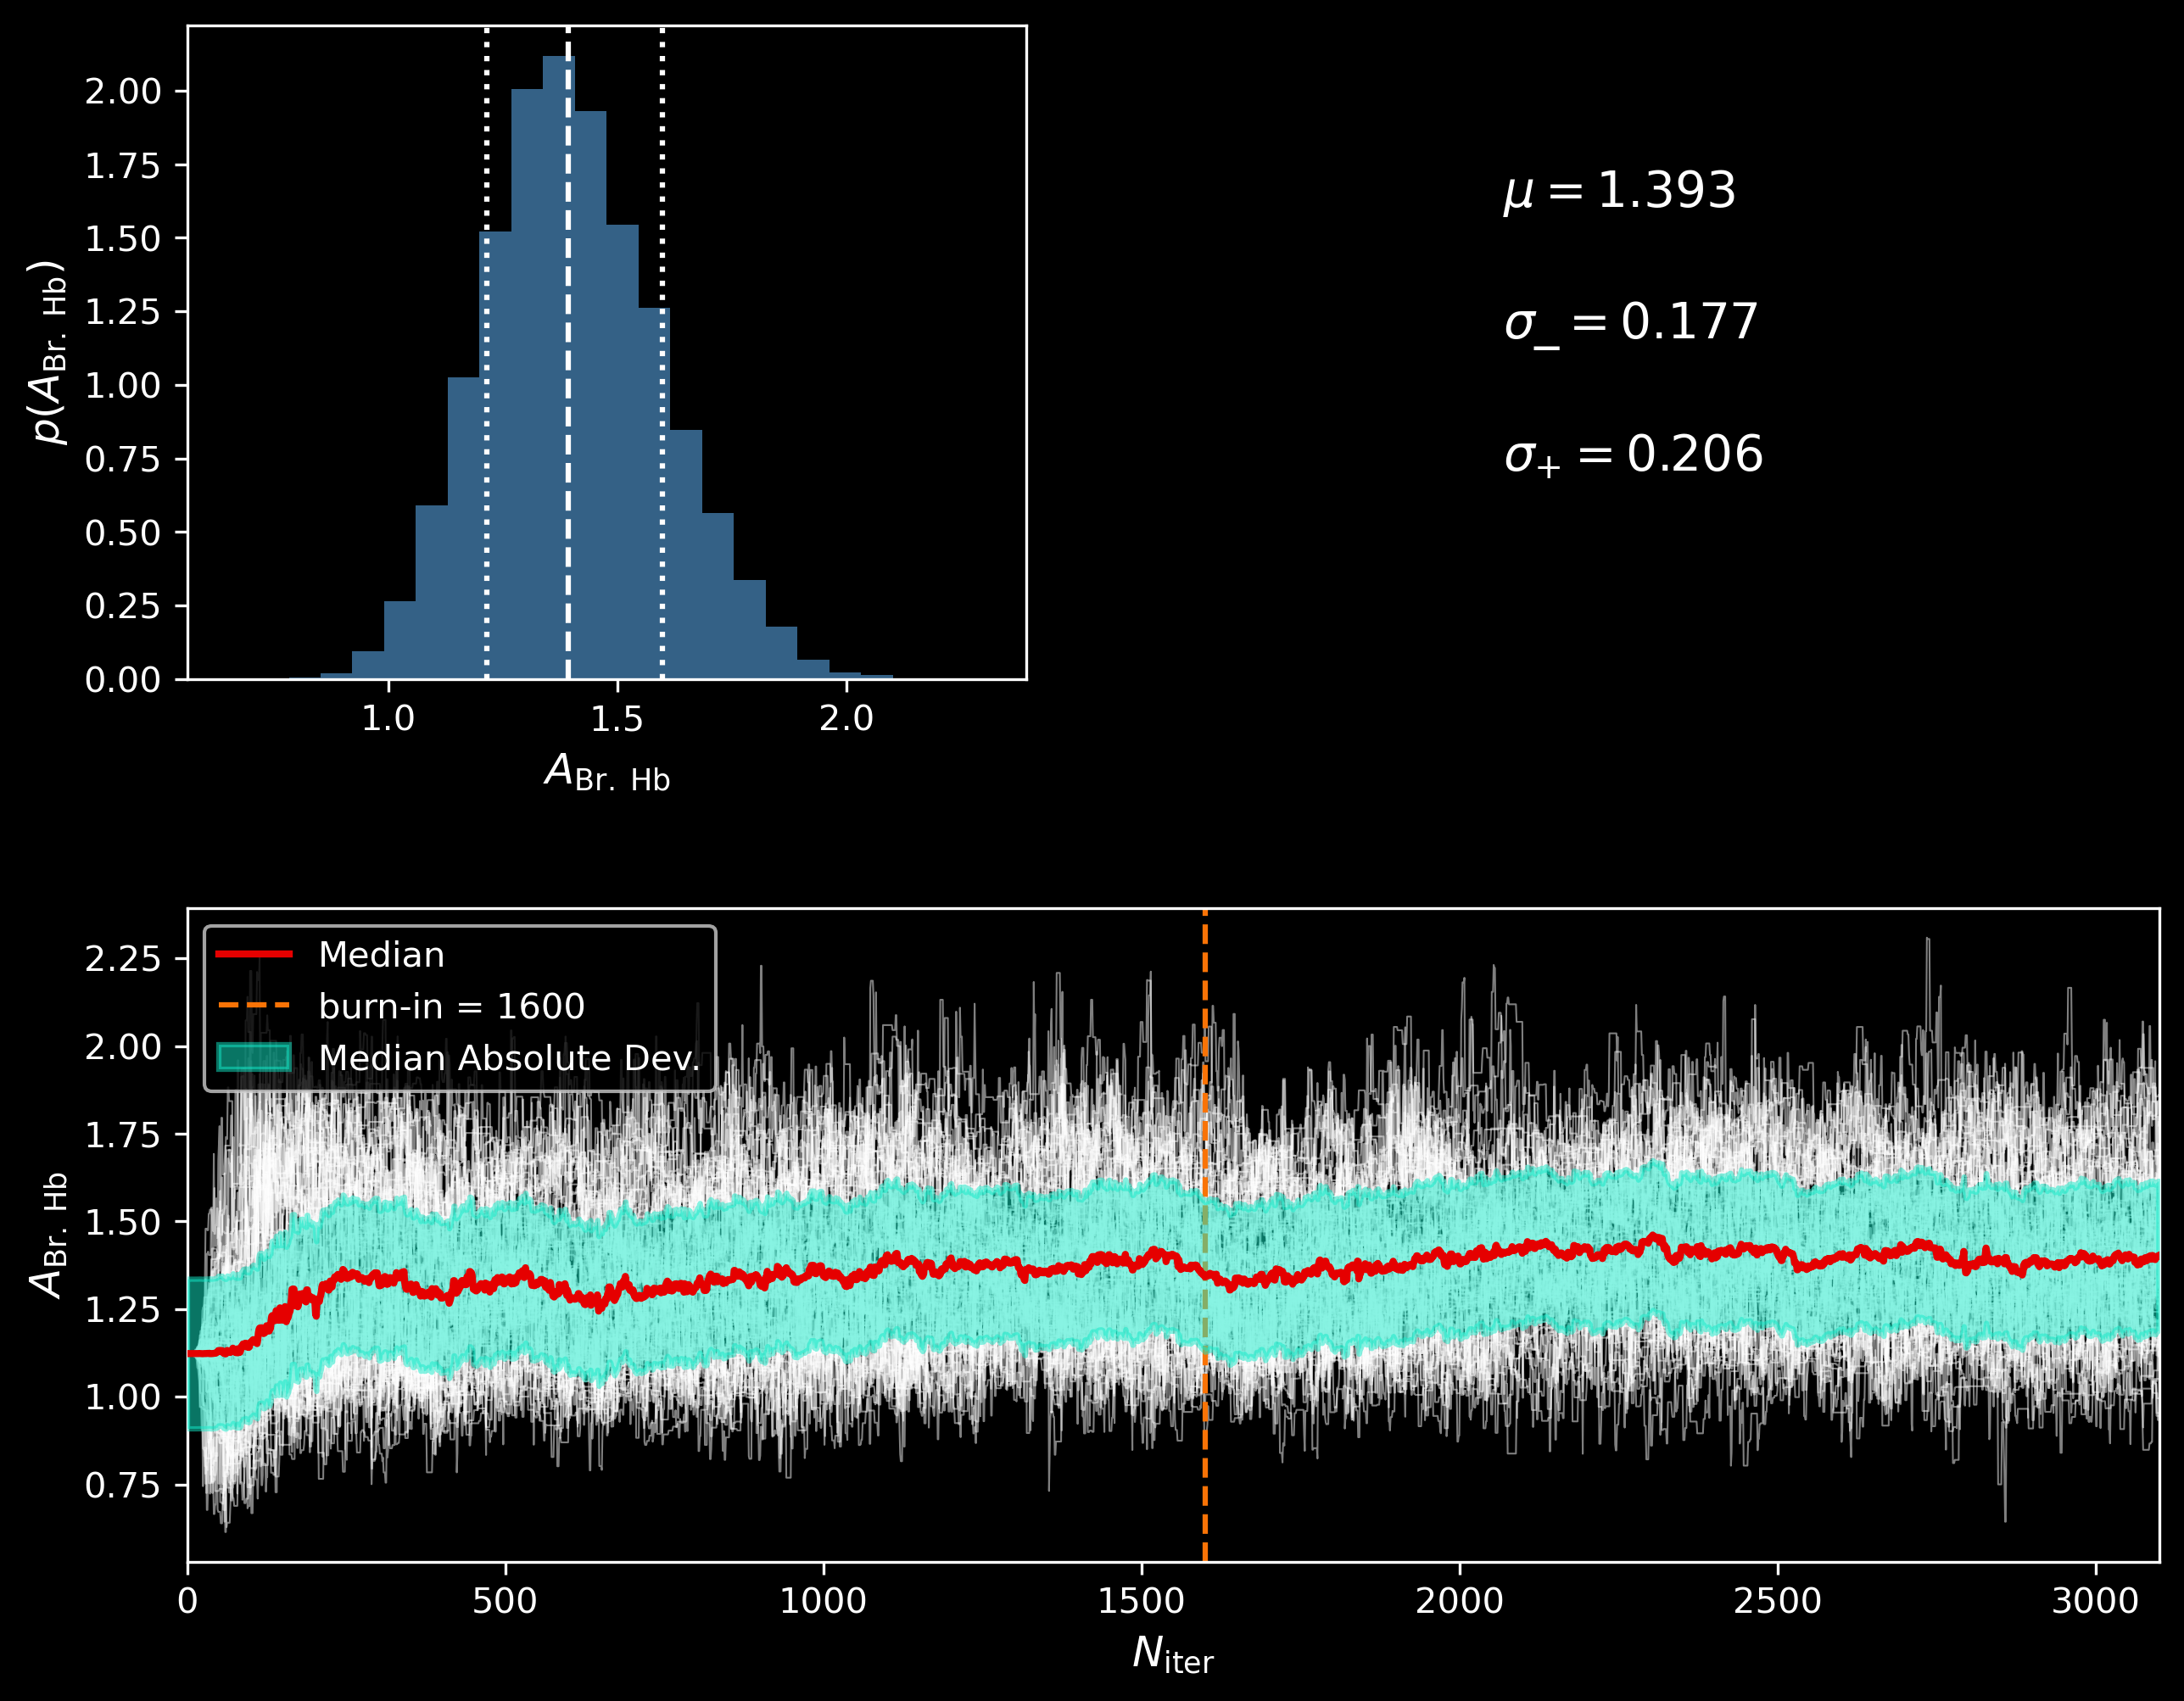 2.00
1.75
1.50
1.25
1.00
0.75
0.50
0.25
0.00
p(A_Br. Hb)
1.0 1.5 2.0
A_Br. Hb
μ = 1.393
σ_− = 0.177
σ_+ = 0.206
Median
burn-in = 1600
Median Absolute Dev.
2.25
2.00
1.75
1.50
1.25
1.00
0.75
A_Br. Hb
0 500 1000 1500 2000 2500 3000
N_iter